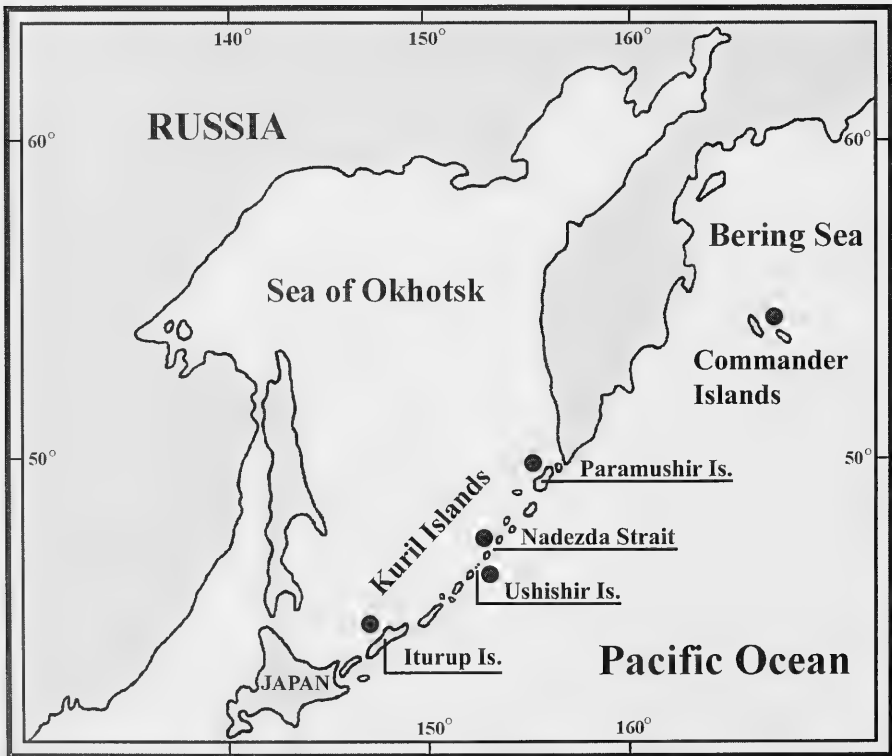 140°
150°
160°
RUSSIA
60°
60°
Bering Sea
Sea of Okhotsk
Commander
Islands
50°
50°
Paramushir Is.
Kuril Islands
Nadezda Strait
Ushishir Is.
Iturup Is.
Pacific Ocean
JAPAN
140°
150°
160°